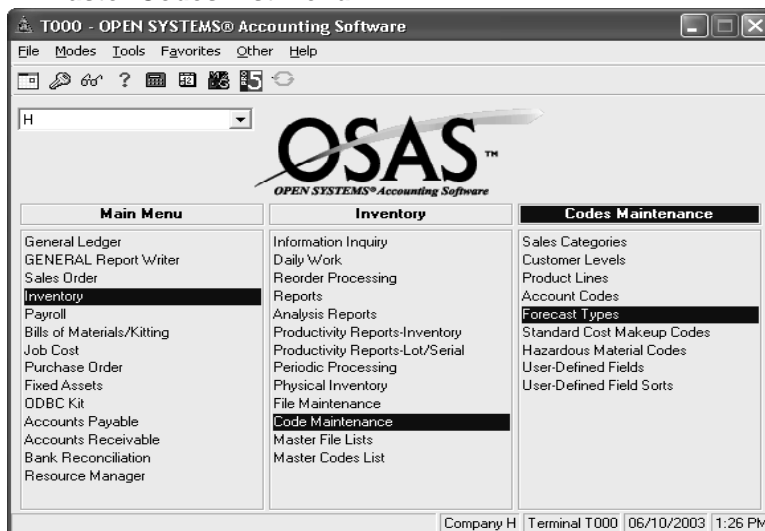 T000 - OPEN SYSTEMS® Accounting Software
File Modes Tools Favorites Other Help
H
OSAS™
OPEN SYSTEMS® Accounting Software
Main Menu
General Ledger
GENERAL Report Writer
Sales Order
Inventory
Payroll
Bills of Materials/Kitting
Job Cost
Purchase Order
Fixed Assets
ODBC Kit
Accounts Payable
Accounts Receivable
Bank Reconciliation
Resource Manager
Inventory
Information Inquiry
Daily Work
Reorder Processing
Reports
Analysis Reports
Productivity Reports-Inventory
Productivity Reports-Lot/Serial
Periodic Processing
Physical Inventory
File Maintenance
Code Maintenance
Master File Lists
Master Codes List
Codes Maintenance
Sales Categories
Customer Levels
Product Lines
Account Codes
Forecast Types
Standard Cost Makeup Codes
Hazardous Material Codes
User-Defined Fields
User-Defined Field Sorts
Company H Terminal T000 06/10/2003 1:26 PM